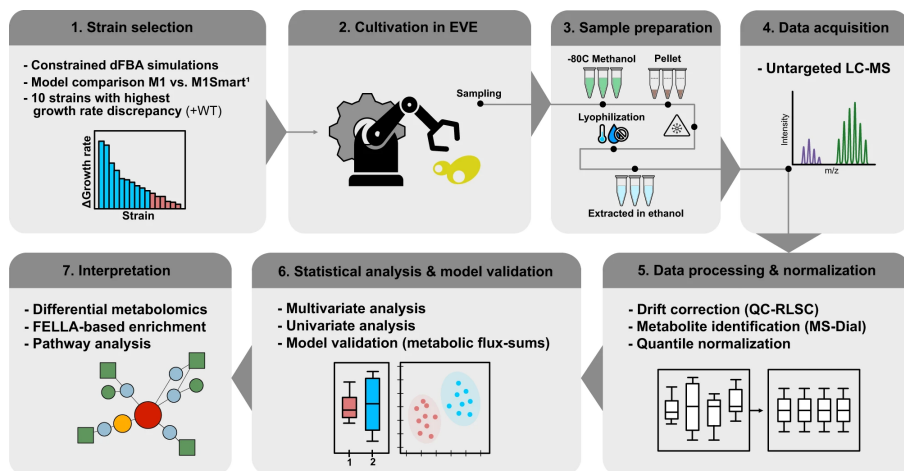 1. Strain selection
- Constrained dFBA simulations
- Model comparison M1 vs. M1Smart¹
- 10 strains with highest
growth rate discrepancy (+WT)
ΔGrowth rate
Strain
2. Cultivation in EVE
Sampling
3. Sample preparation
-80C Methanol
Pellet
Lyophilization
Extracted in ethanol
4. Data acquisition
- Untargeted LC-MS
Intensity
m/z
5. Data processing & normalization
- Drift correction (QC-RLSC)
- Metabolite identification (MS-Dial)
- Quantile normalization
6. Statistical analysis & model validation
- Multivariate analysis
- Univariate analysis
- Model validation (metabolic flux-sums)
1 2
7. Interpretation
- Differential metabolomics
- FELLA-based enrichment
- Pathway analysis